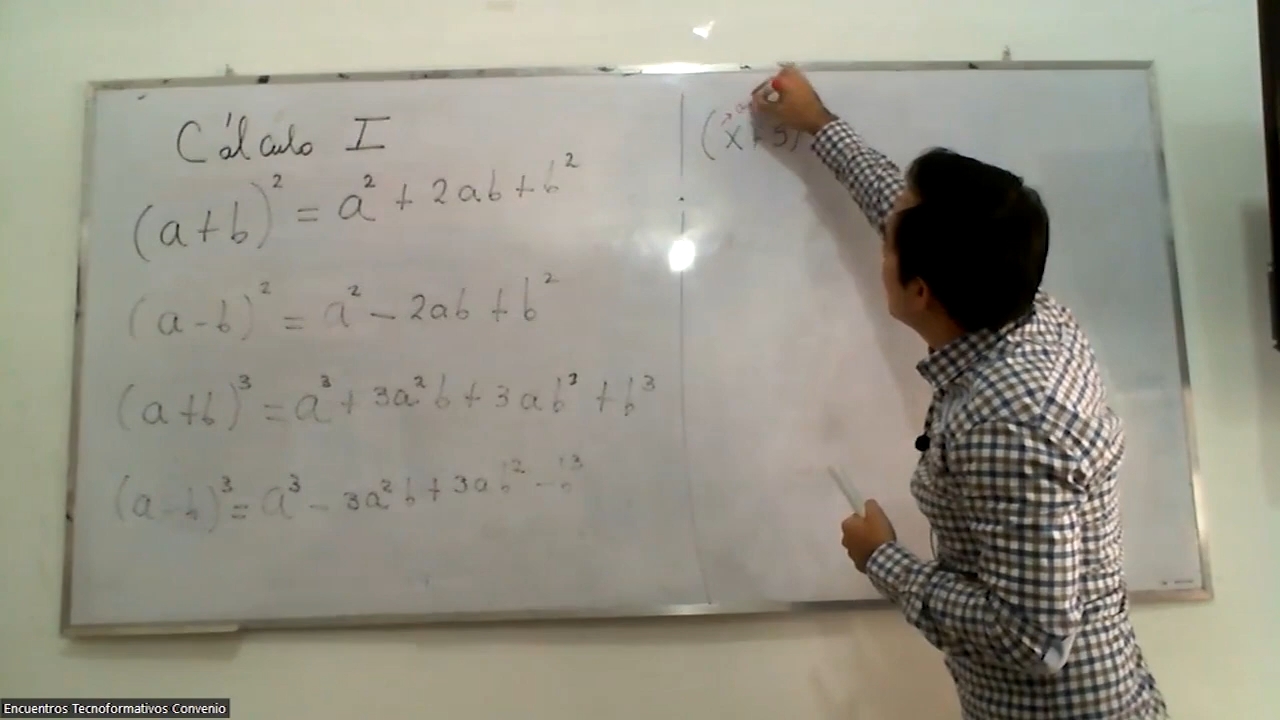 Cálculo I
(a+b)² = a² + 2ab + b²
(a-b)² = a² - 2ab + b²
(a+b)³ = a³ + 3a²b + 3ab² + b³
(a-b)³ = a³ - 3a²b + 3ab² - b³
(x+5)
Encuentros Tecnoformativos Convenio